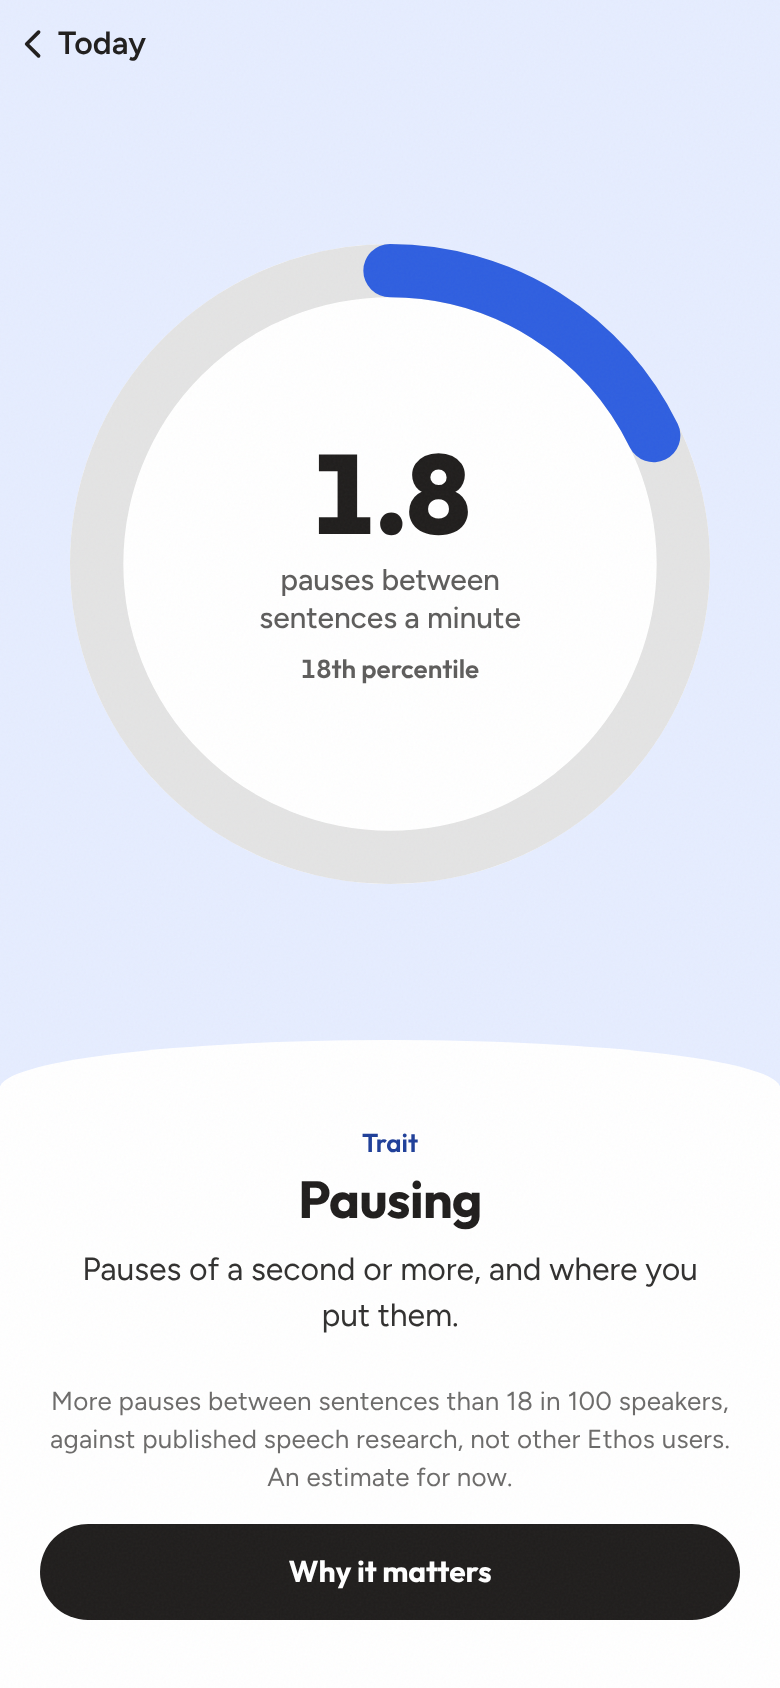 Today
1.8
pauses between
sentences a minute
18th percentile
Trait
Pausing
Pauses of a second or more, and where you
put them.
More pauses between sentences than 18 in 100 speakers,
against published speech research, not other Ethos users.
An estimate for now.
Why it matters